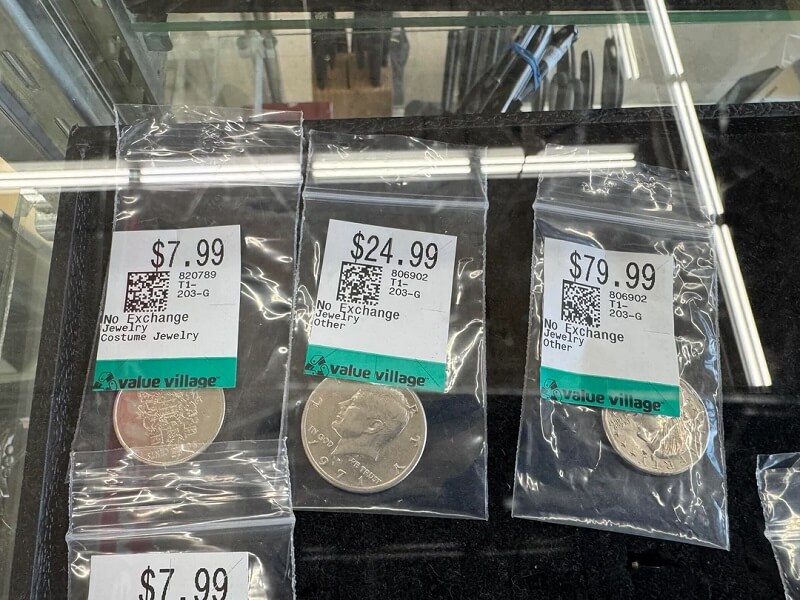 $7.99
820789
T1-
203-G
No Exchange
Jewelry
Costume Jewelry
value village
$24.99
806902
T1-
203-G
No Exchange
Jewelry
Other
value village
IN GOD
WE TRUST
$79.99
806902
T1-
203-G
No Exchange
Jewelry
Other
value village
$7.99